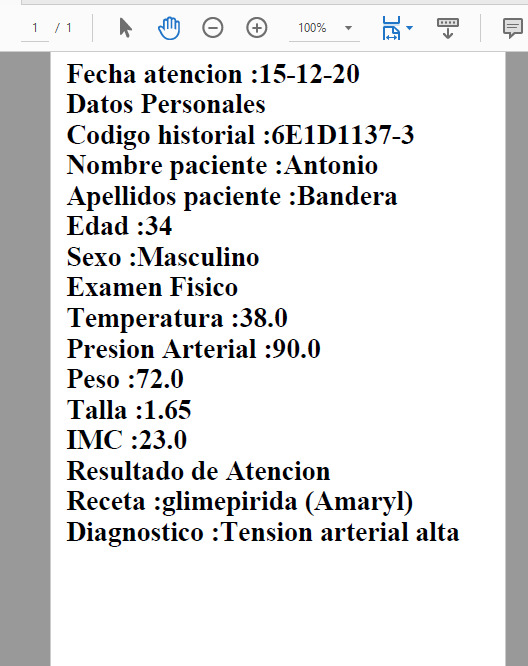 1 / 1 100%
Fecha atencion :15-12-20
Datos Personales
Codigo historial :6E1D1137-3
Nombre paciente :Antonio
Apellidos paciente :Bandera
Edad :34
Sexo :Masculino
Examen Fisico
Temperatura :38.0
Presion Arterial :90.0
Peso :72.0
Talla :1.65
IMC :23.0
Resultado de Atencion
Receta :glimepirida (Amaryl)
Diagnostico :Tension arterial alta